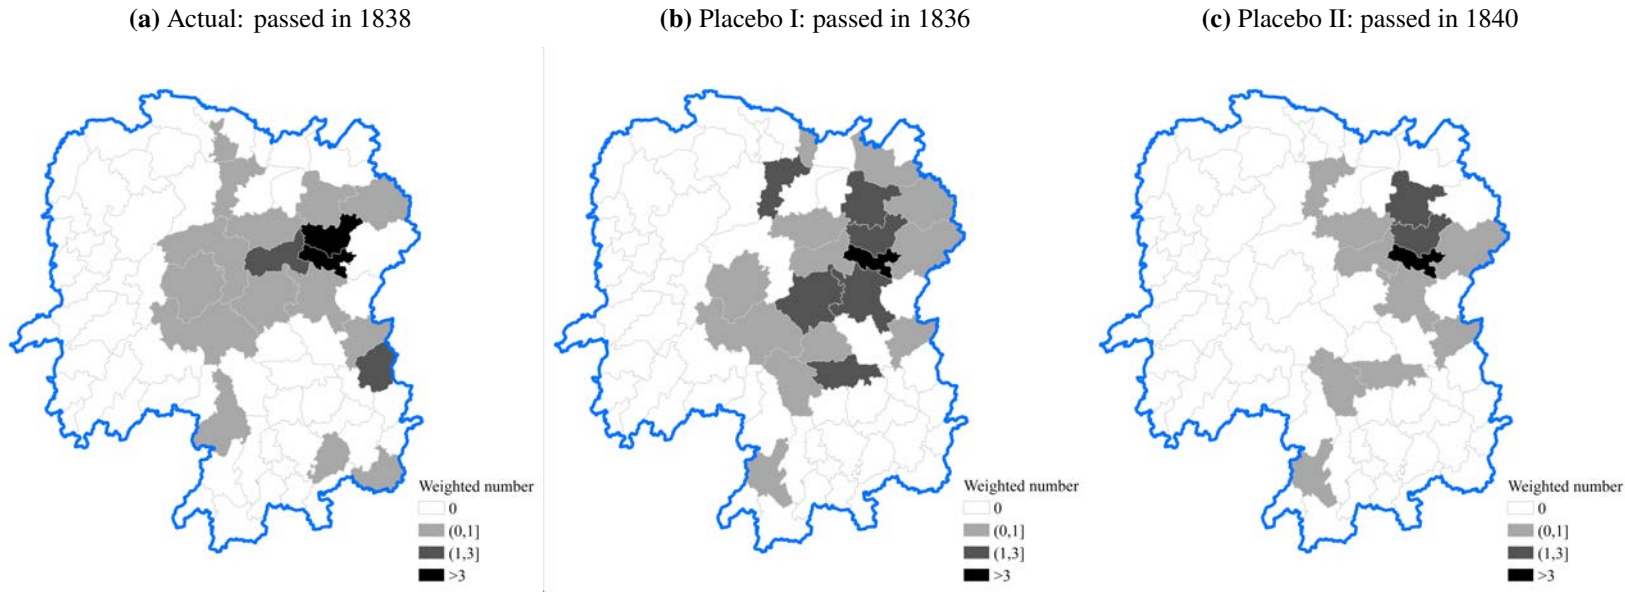 (a) Actual: passed in 1838
(b) Placebo I: passed in 1836
(c) Placebo II: passed in 1840
Weighted number
0
(0,1]
(1,3]
>3
Weighted number
0
(0,1]
(1,3]
>3
Weighted number
0
(0,1]
(1,3]
>3